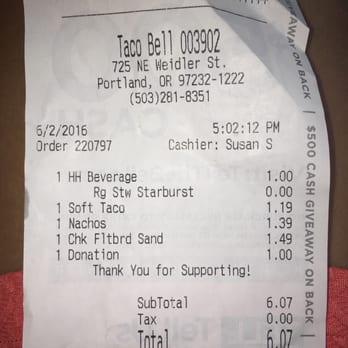 Taco Bell 003902
725 NE Weidler St.
Portland, OR 97232-1222
(503)281-8351
6/2/2016 5:02:12 PM
Order 220797 Cashier: Susan S
1 HH Beverage 1.00
Rg Stw Starburst 0.00
1 Soft Taco 1.19
1 Nachos 1.39
1 Chk Fltbrd Sand 1.49
1 Donation 1.00
Thank You for Supporting!
SubTotal 6.07
Tax 0.00
Total 6.07
GIVEAWAY ON BACK | $500 CASH GIVEAWAY ON BACK |